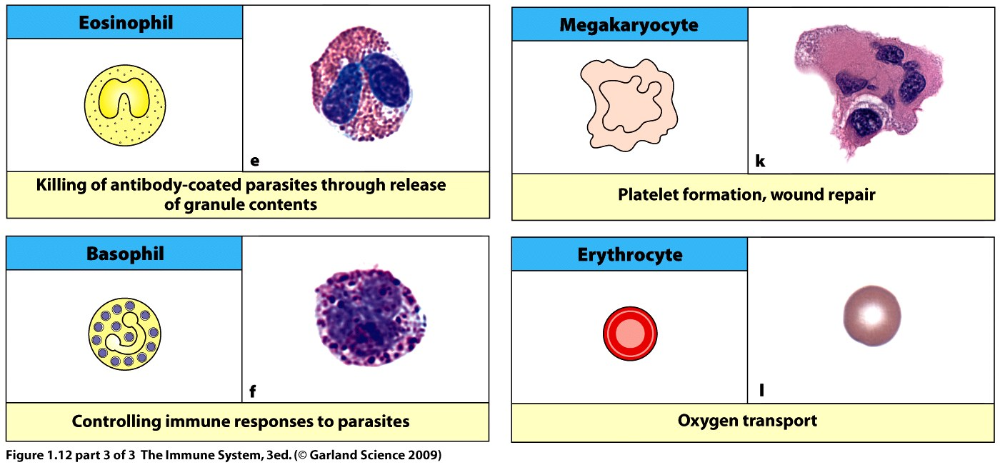 Eosinophil
e
Killing of antibody-coated parasites through release
of granule contents
Megakaryocyte
k
Platelet formation, wound repair
Basophil
f
Controlling immune responses to parasites
Erythrocyte
l
Oxygen transport
Figure 1.12 part 3 of 3 The Immune System, 3ed. (© Garland Science 2009)